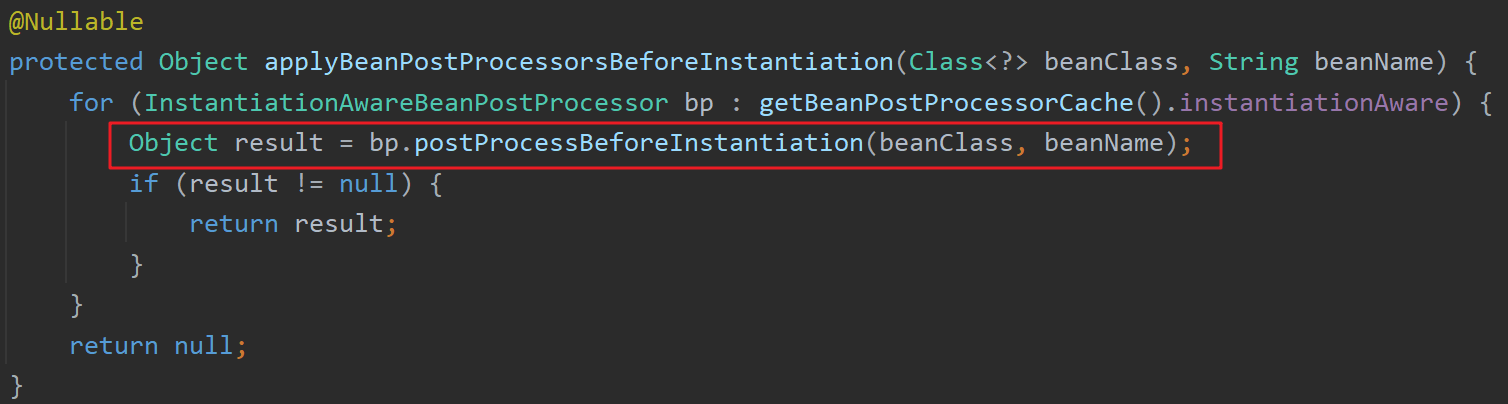 @Nullable
protected Object applyBeanPostProcessorsBeforeInstantiation(Class<?> beanClass, String beanName) {
    for (InstantiationAwareBeanPostProcessor bp : getBeanPostProcessorCache().instantiationAware) {
        Object result = bp.postProcessBeforeInstantiation(beanClass, beanName);
        if (result != null) {
            return result;
        }
    }
    return null;
}